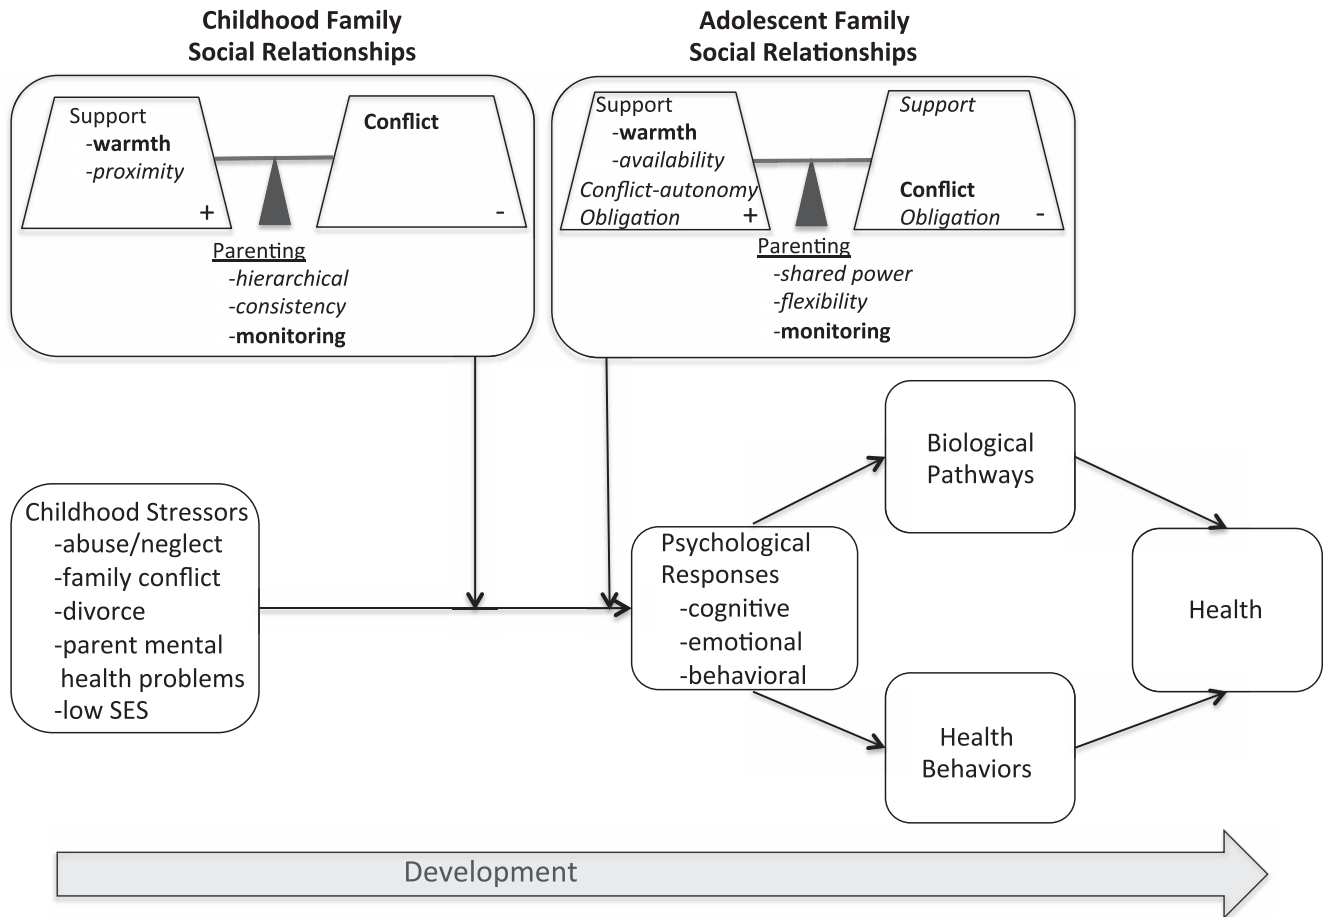 Childhood Family
Social Relationships
Support
-warmth
-proximity
+
Conflict
-
Parenting
-hierarchical
-consistency
-monitoring
Adolescent Family
Social Relationships
Support
-warmth
-availability
Conflict-autonomy
Obligation
+
Support
Conflict
Obligation
-
Parenting
-shared power
-flexibility
-monitoring
Childhood Stressors
-abuse/neglect
-family conflict
-divorce
-parent mental
health problems
-low SES
Psychological
Responses
-cognitive
-emotional
-behavioral
Biological
Pathways
Health
Behaviors
Health
Development